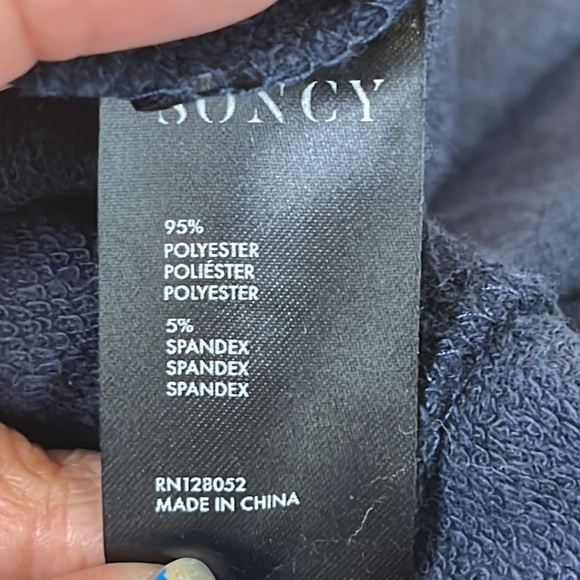 SONCY
95%
POLYESTER
POLIÉSTER
POLYESTER
5%
SPANDEX
SPANDEX
SPANDEX
RN128052
MADE IN CHINA